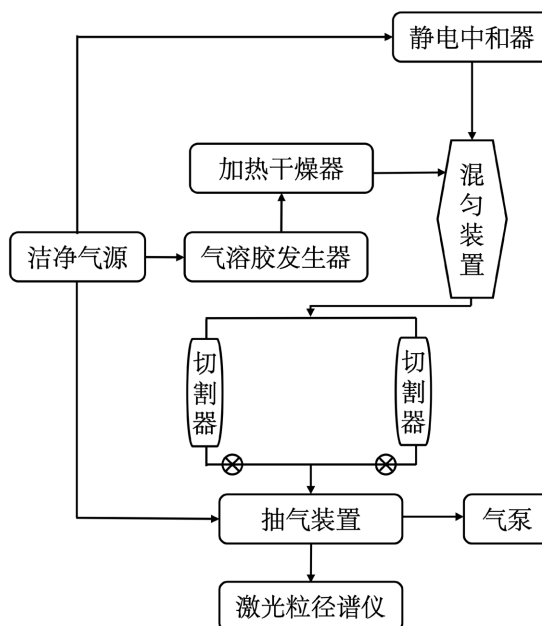 静电中和器
加热干燥器
混匀装置
洁净气源
气溶胶发生器
切割器
切割器
抽气装置
气泵
激光粒径谱仪